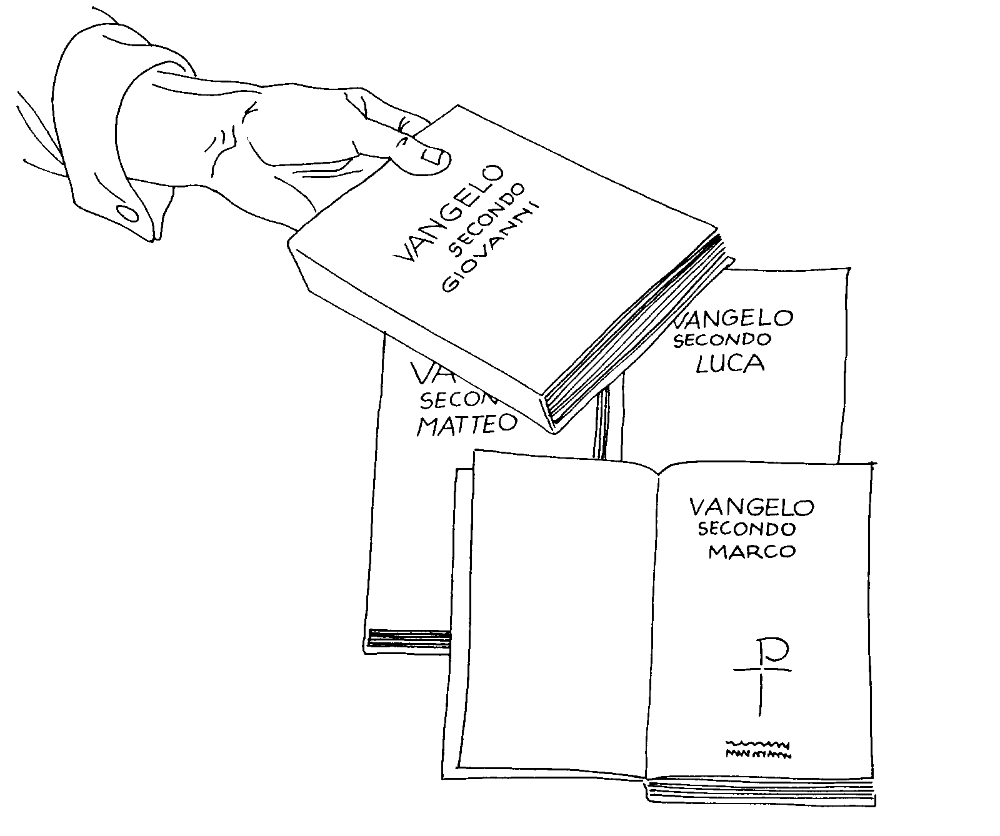 VANGELO
SECONDO
GIOVANNI
VANGELO
SECONDO
LUCA
VA
SECON
MATTEO
VANGELO
SECONDO
MARCO